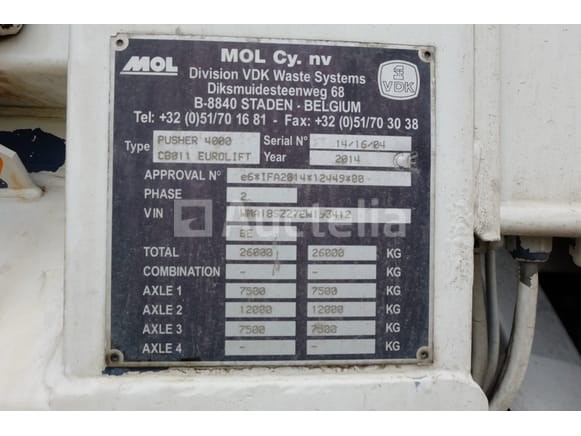 MOL
MOL Cy. nv
Division VDK Waste Systems
Diksmuidesteenweg 68
B-8840 STADEN - BELGIUM
VDK
Tel: +32 (0)51/70 16 81 - Fax: +32 (0)51/70 30 38
Type PUSHER 4000 Serial N° 14/16/04
CB011 EUROLIFT Year 2014
APPROVAL N° e6*IFA2014*12449*00
PHASE 2
VIN
BE
Auctelia
TOTAL 26000 26000 KG
COMBINATION - - KG
AXLE 1 7500 7500 KG
AXLE 2 12000 12000 KG
AXLE 3 7500 7500 KG
AXLE 4 - - KG